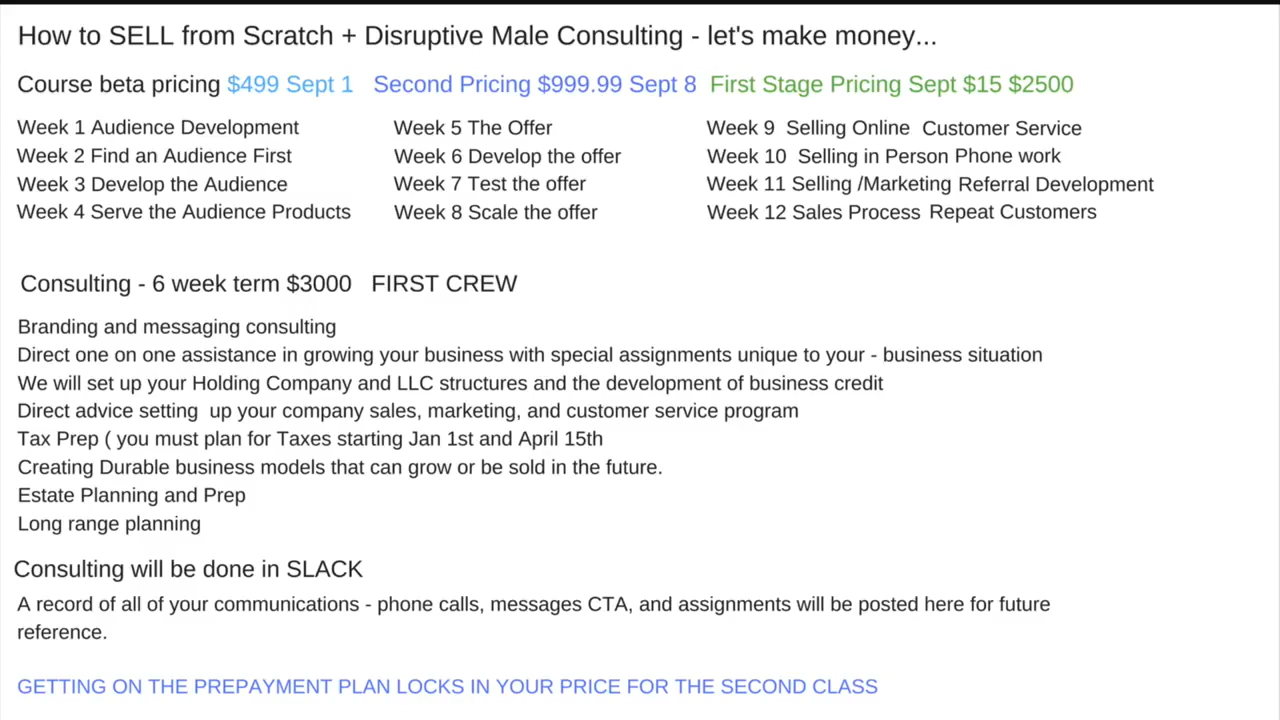 How to SELL from Scratch + Disruptive Male Consulting - let's make money...
Course beta pricing $499 Sept 1 Second Pricing $999.99 Sept 8 First Stage Pricing Sept $15 $2500
Week 1 Audience Development
Week 2 Find an Audience First
Week 3 Develop the Audience
Week 4 Serve the Audience Products
Week 5 The Offer
Week 6 Develop the offer
Week 7 Test the offer
Week 8 Scale the offer
Week 9 Selling Online Customer Service
Week 10 Selling in Person Phone work
Week 11 Selling /Marketing Referral Development
Week 12 Sales Process Repeat Customers
Consulting - 6 week term $3000 FIRST CREW
Branding and messaging consulting
Direct one on one assistance in growing your business with special assignments unique to your - business situation
We will set up your Holding Company and LLC structures and the development of business credit
Direct advice setting up your company sales, marketing, and customer service program
Tax Prep ( you must plan for Taxes starting Jan 1st and April 15th
Creating Durable business models that can grow or be sold in the future.
Estate Planning and Prep
Long range planning
Consulting will be done in SLACK
A record of all of your communications - phone calls, messages CTA, and assignments will be posted here for future
reference.
GETTING ON THE PREPAYMENT PLAN LOCKS IN YOUR PRICE FOR THE SECOND CLASS